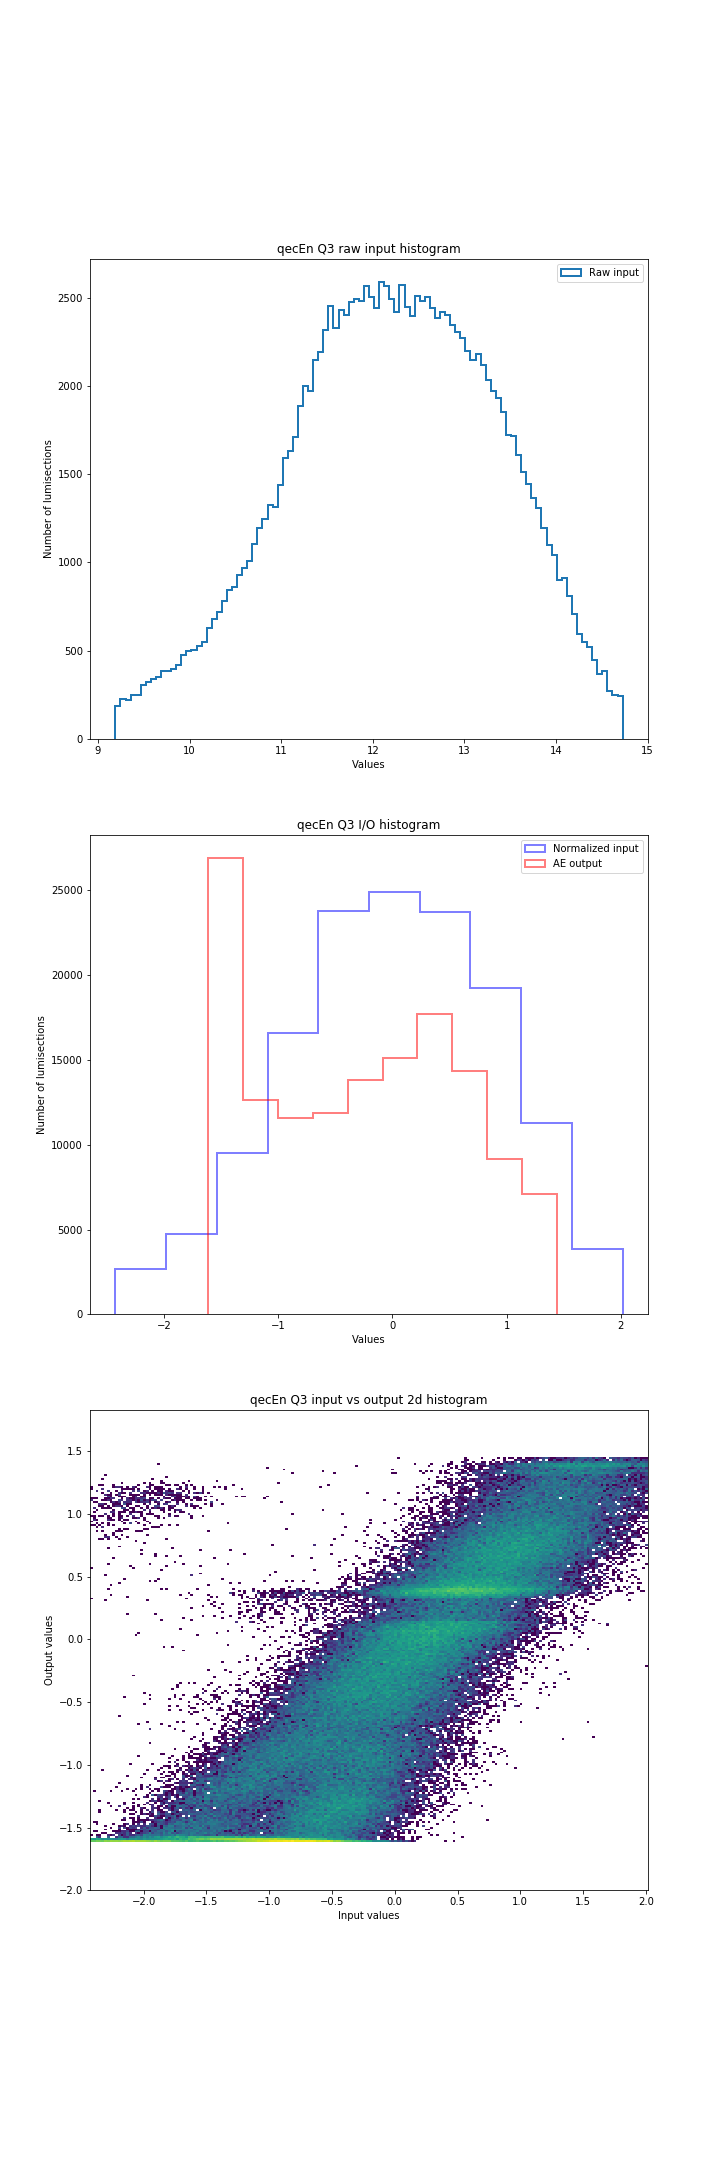 qecEn Q3 raw input histogram
Raw input
2500
2000
1500
1000
500
0
Number of lumisections
9 10 11 12 13 14 15
Values
qecEn Q3 I/O histogram
Normalized input
AE output
25000
20000
15000
10000
5000
0
Number of lumisections
−2 −1 0 1 2
Values
qecEn Q3 input vs output 2d histogram
1.5
1.0
0.5
0.0
−0.5
−1.0
−1.5
−2.0
Output values
−2.0 −1.5 −1.0 −0.5 0.0 0.5 1.0 1.5 2.0
Input values